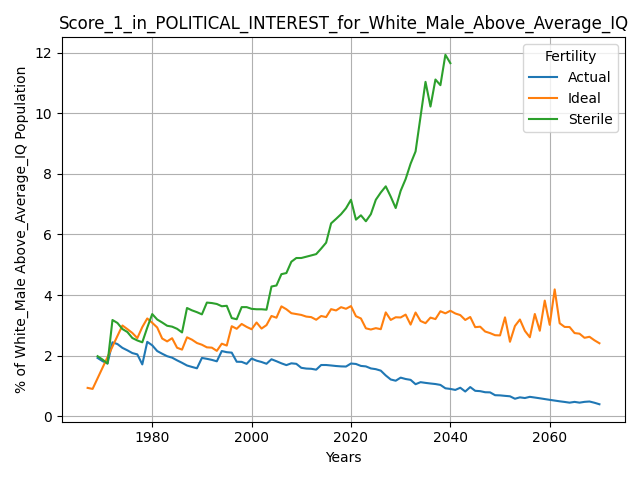 Score_1_in_POLITICAL_INTEREST_for_White_Male_Above_Average_IQ
% of White_Male Above_Average_IQ Population
12
10
8
6
4
2
0
Fertility
Actual
Ideal
Sterile
1980
2000
2020
2040
2060
Years